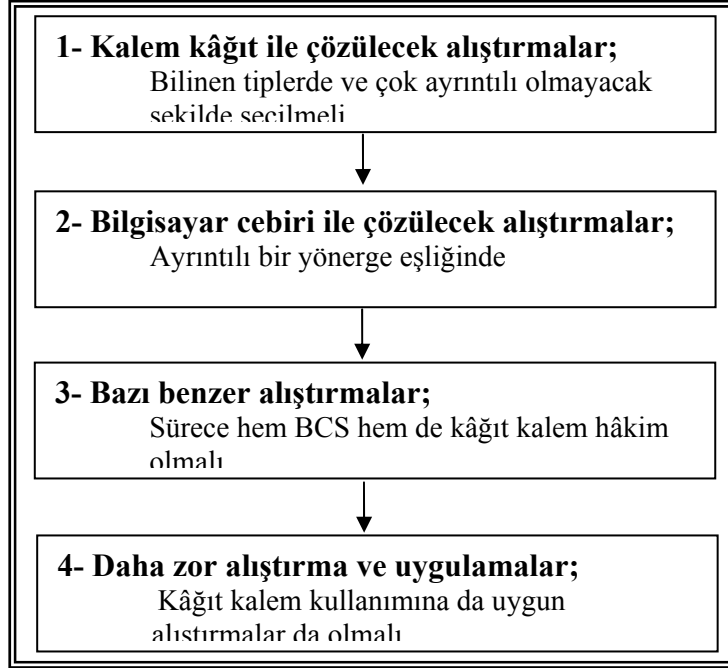 1- Kalem kâğıt ile çözülecek alıştırmalar;
Bilinen tiplerde ve çok ayrıntılı olmayacak
şekilde seçilmeli
2- Bilgisayar cebiri ile çözülecek alıştırmalar;
Ayrıntılı bir yönerge eşliğinde
3- Bazı benzer alıştırmalar;
Sürece hem BCS hem de kâğıt kalem hâkim
olmalı
4- Daha zor alıştırma ve uygulamalar;
Kâğıt kalem kullanımına da uygun
alıştırmalar da olmalı